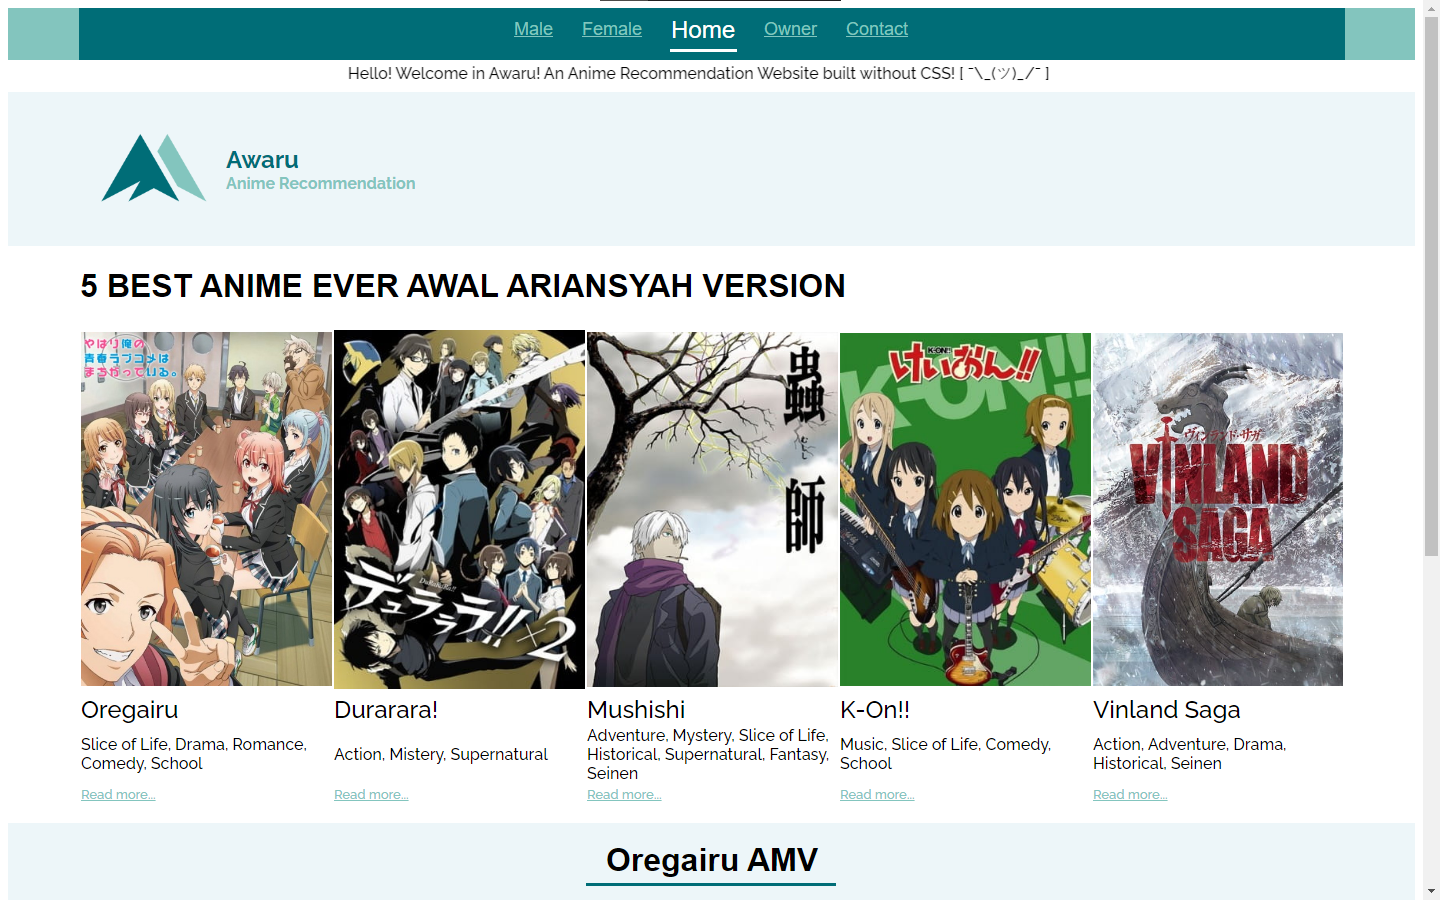 Male Female Home Owner Contact
Hello! Welcome in Awaru! An Anime Recommendation Website built without CSS! [ ¯\_(ツ)_/¯ ]
Awaru
Anime Recommendation
5 BEST ANIME EVER AWAL ARIANSYAH VERSION
やはり俺の
青春ラブコメは
まちがっている。
デュラララ!!×2
蟲師
むしし
K-ON!!
けいおん!!
K-ON!!
ヴィンランド・サガ
VINLAND
SAGA
Oregairu
Slice of Life, Drama, Romance,
Comedy, School
Read more...
Durarara!
Action, Mistery, Supernatural
Read more...
Mushishi
Adventure, Mystery, Slice of Life,
Historical, Supernatural, Fantasy,
Seinen
Read more...
K-On!!
Music, Slice of Life, Comedy,
School
Read more...
Vinland Saga
Action, Adventure, Drama,
Historical, Seinen
Read more...
Oregairu AMV